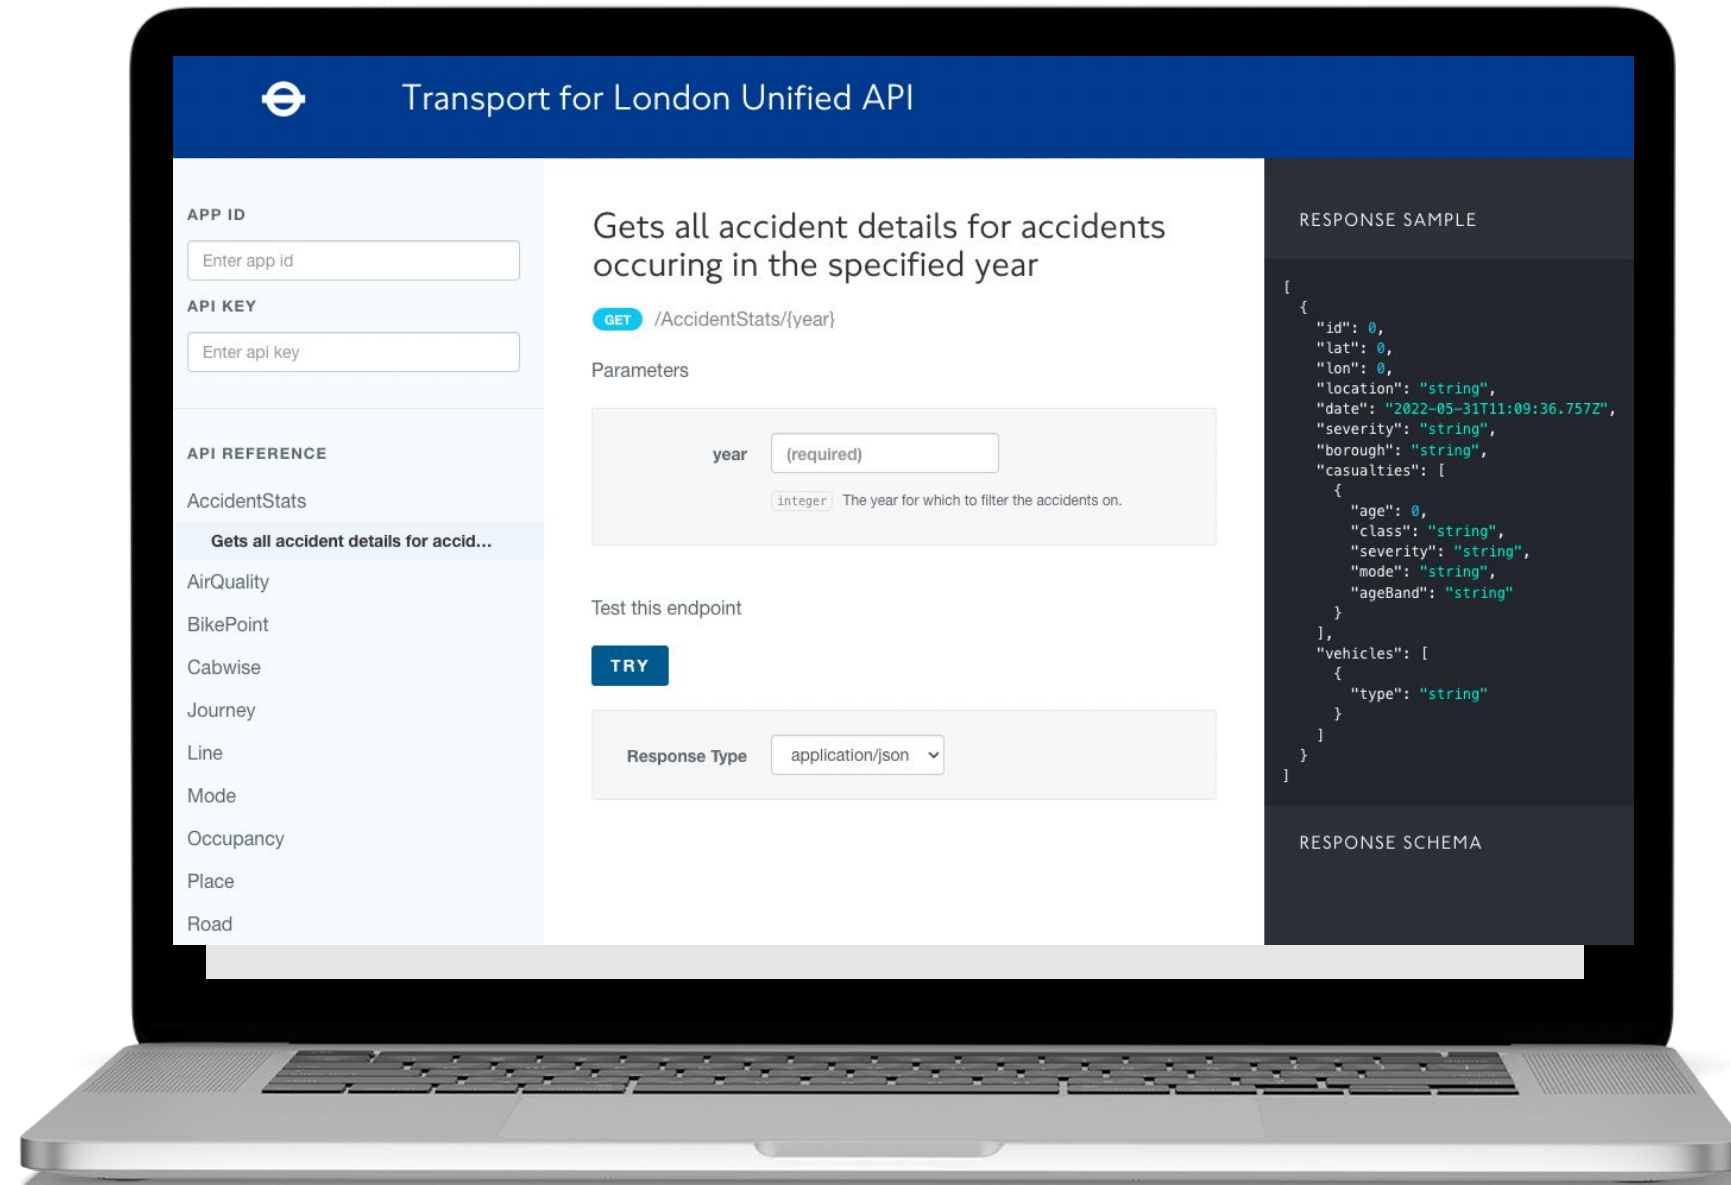 Transport for London Unified API
APP ID
Enter app id
API KEY
Enter api key
API REFERENCE
AccidentStats
Gets all accident details for accid...
AirQuality
BikePoint
Cabwise
Journey
Line
Mode
Occupancy
Place
Road
Gets all accident details for accidents
occuring in the specified year
GET /AccidentStats/{year}
Parameters
year (required)
integer The year for which to filter the accidents on.
Test this endpoint
TRY
Response Type application/json
RESPONSE SAMPLE
[
{
"id": 0,
"lat": 0,
"lon": 0,
"location": "string",
"date": "2022-05-31T11:09:36.757Z",
"severity": "string",
"borough": "string",
"casualties": [
{
"age": 0,
"class": "string",
"severity": "string",
"mode": "string",
"ageBand": "string"
}
],
"vehicles": [
{
"type": "string"
}
]
}
]
RESPONSE SCHEMA